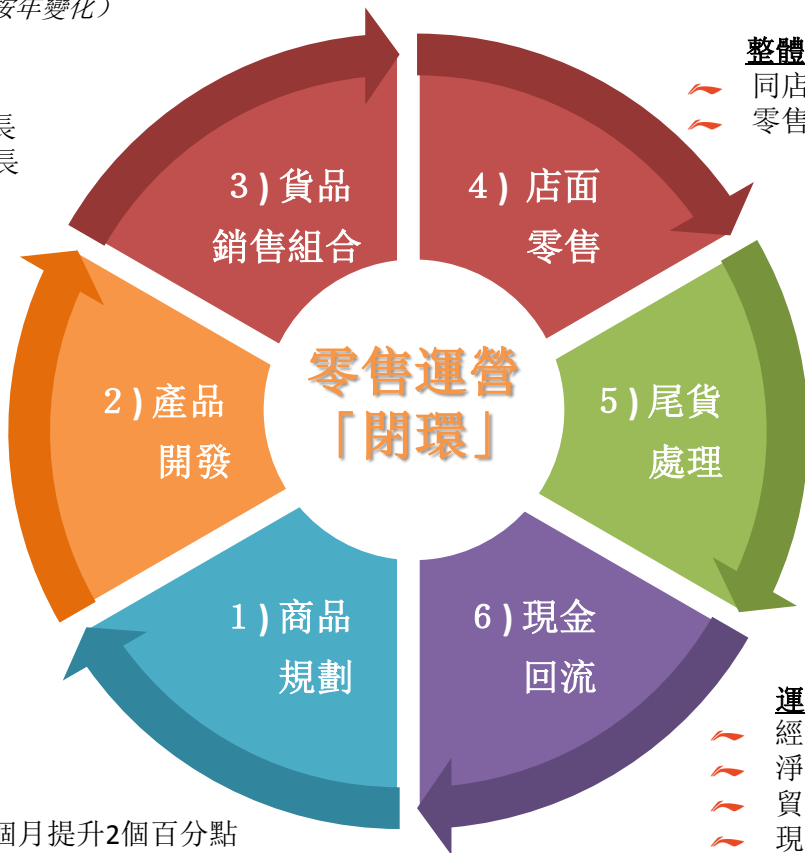 按年變化）
長
長
整體
同店
零售
3 ) 貨品
銷售組合
4 ) 店面
零售
零售運營
「閉環」
2 ) 產品
開發
5 ) 尾貨
處理
1 ) 商品
規劃
6 ) 現金
回流
運
經
淨
貿
現
個月提升2個百分點